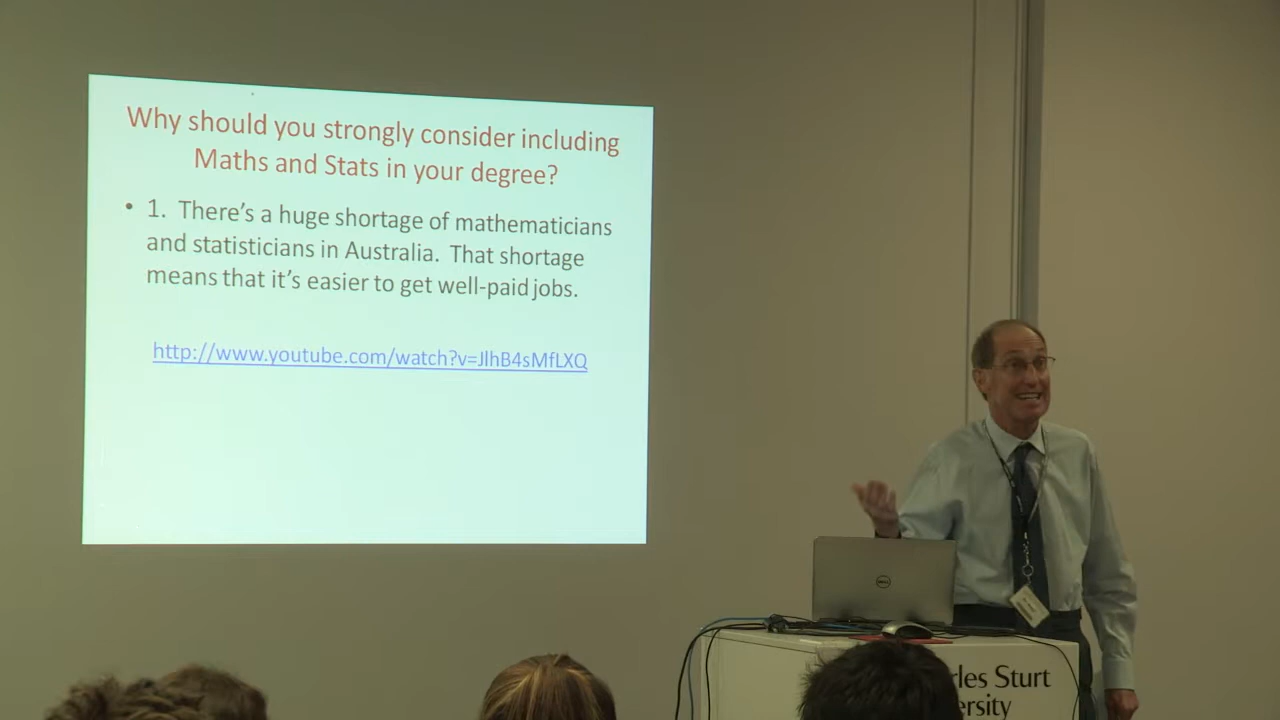 Why should you strongly consider including
Maths and Stats in your degree?
• 1. There's a huge shortage of mathematicians
and statisticians in Australia. That shortage
means that it's easier to get well-paid jobs.
http://www.youtube.com/watch?v=JlhB4sMfLXQ
DELL
rles Sturt
ersity